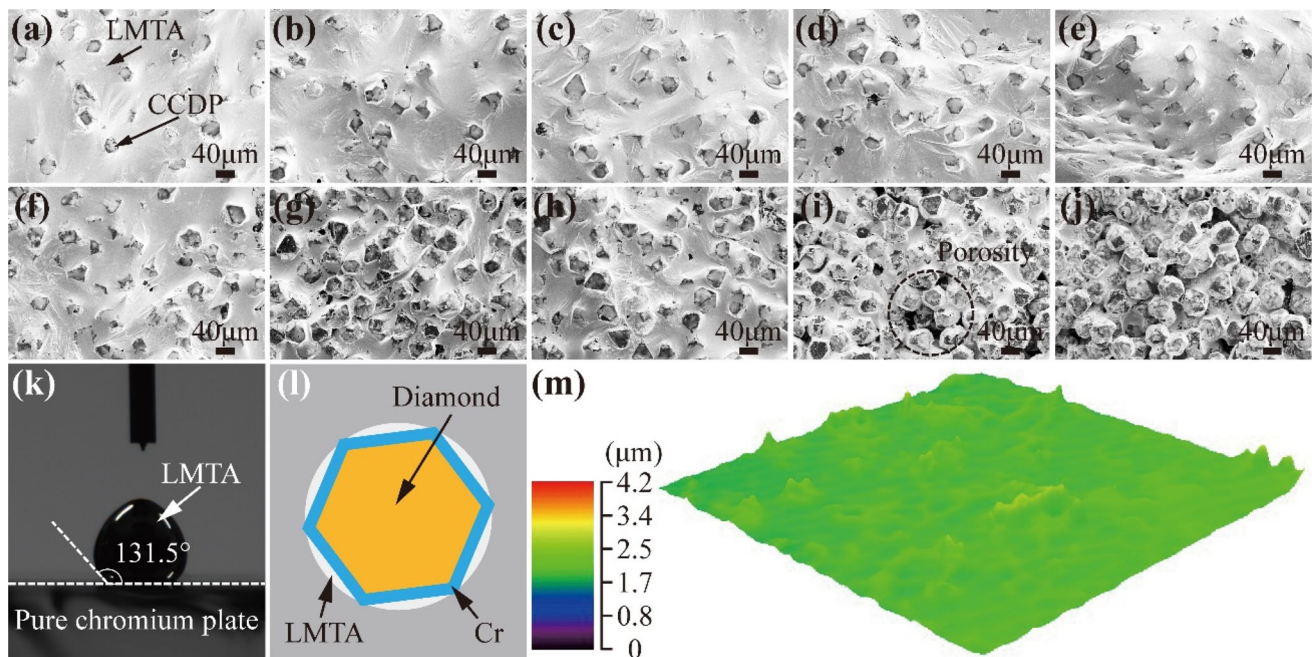 (a)
LMTA
CCDP
40μm
(b)
40μm
(c)
40μm
(d)
40μm
(e)
40μm
(f)
40μm
(g)
40μm
(h)
40μm
(i)
Porosity
40μm
(j)
40μm
(k)
LMTA
131.5°
Pure chromium plate
(l)
Diamond
LMTA
Cr
(m)
(μm)
4.2
3.4
2.5
1.7
0.8
0